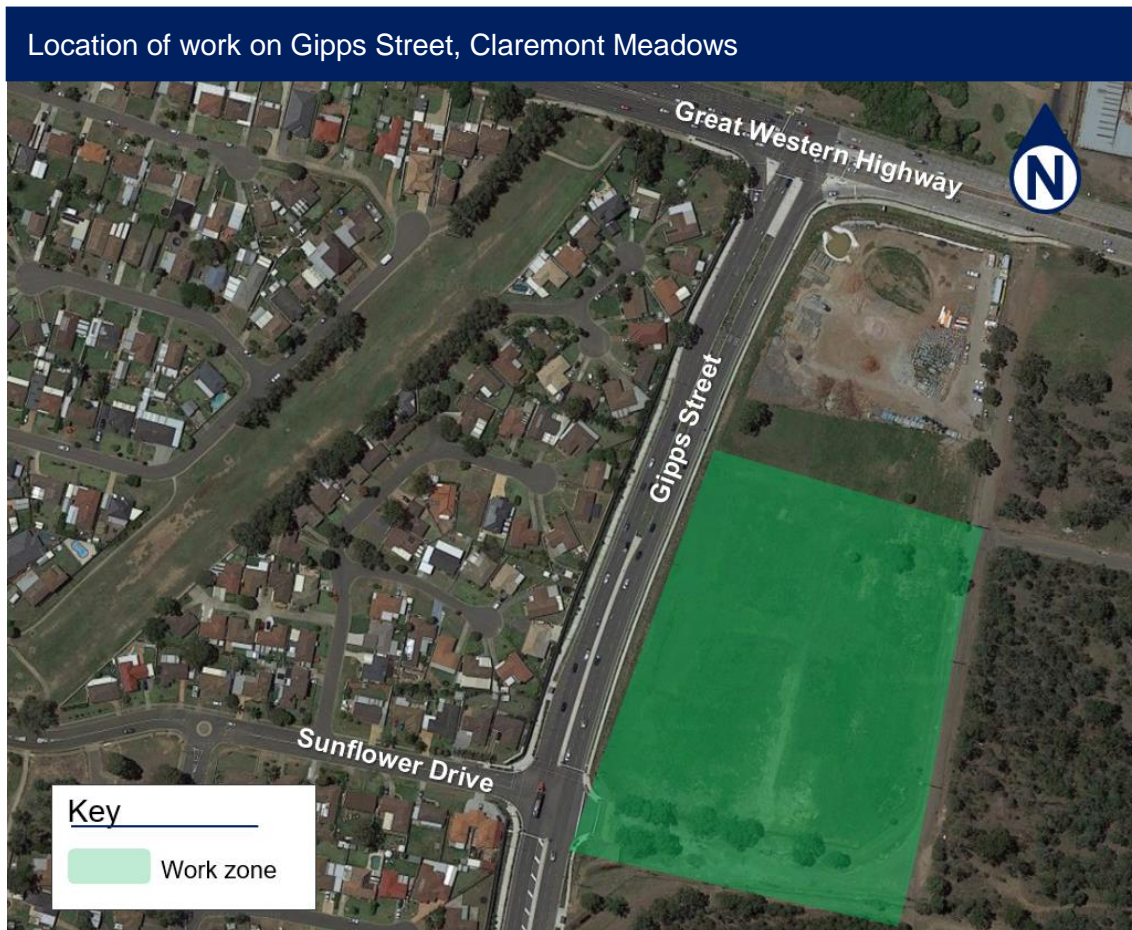 Location of work on Gipps Street, Claremont Meadows
Great Western Highway
N
Gipps Street
Sunflower Drive
Key
Work zone